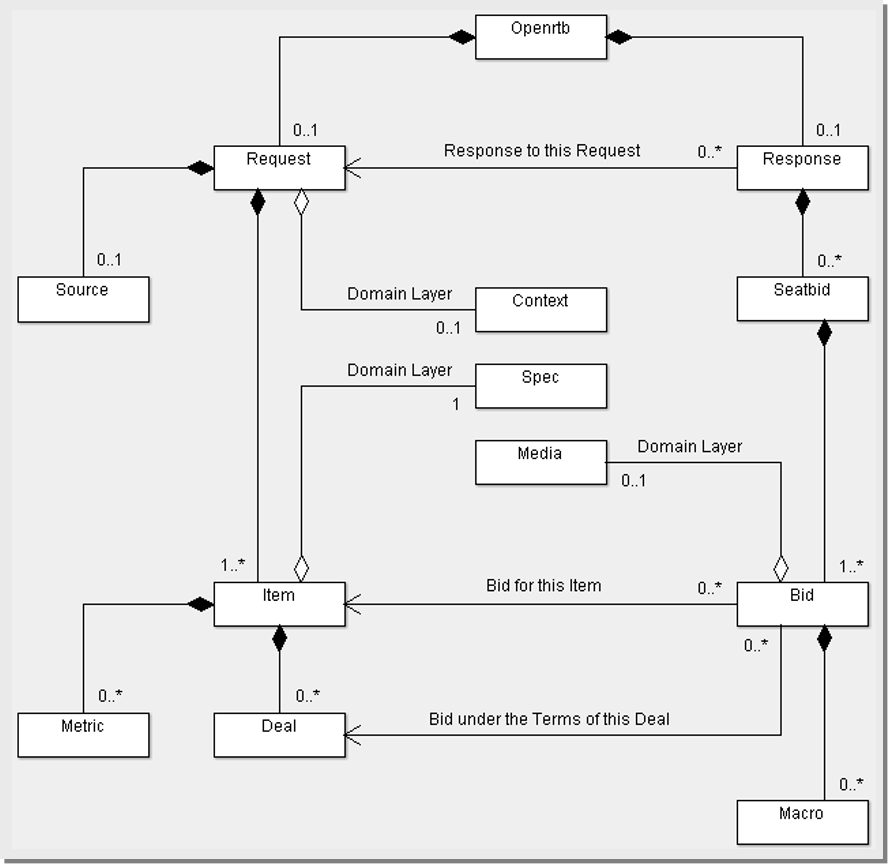 Openrtb
0..1
0..1
Request
Response to this Request
0..*
Response
0..1
0..*
Source
Domain Layer
Context
Seatbid
0..1
Domain Layer
Spec
1
Media
Domain Layer
0..1
1..*
1..*
Item
Bid for this Item
0..*
Bid
0..*
0..*
0..*
Metric
Deal
Bid under the Terms of this Deal
0..*
Macro